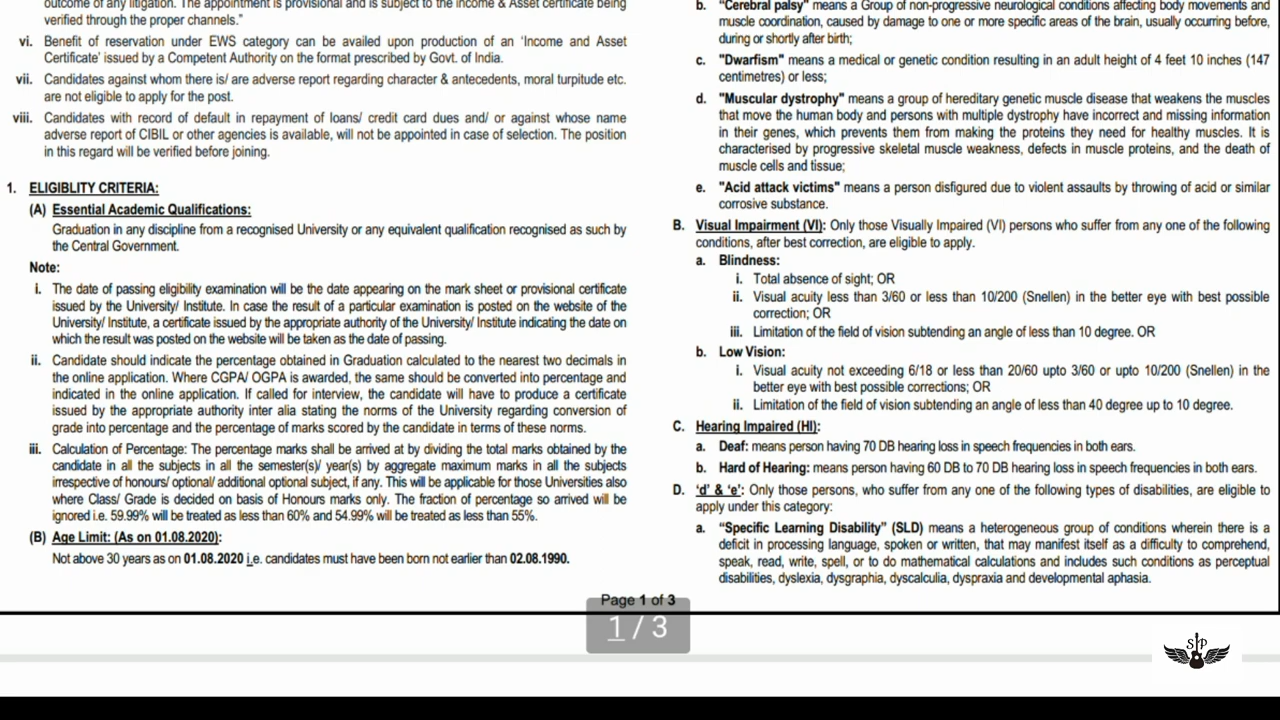 outcome of any litigation. The appointment is provisional and is subject to the Income & Asset certificate being
verified through the proper channels."
vi. Benefit of reservation under EWS category can be availed upon production of an 'Income and Asset
Certificate' issued by a Competent Authority on the format prescribed by Govt. of India.
vii. Candidates against whom there is/ are adverse report regarding character & antecedents, moral turpitude etc.
are not eligible to apply for the post.
viii. Candidates with record of default in repayment of loans/ credit card dues and/ or against whose name
adverse report of CIBIL or other agencies is available, will not be appointed in case of selection. The position
in this regard will be verified before joining.
1. ELIGIBLITY CRITERIA:
(A) Essential Academic Qualifications:
Graduation in any discipline from a recognised University or any equivalent qualification recognised as such by
the Central Government.
Note:
i. The date of passing eligibility examination will be the date appearing on the mark sheet or provisional certificate
issued by the University/ Institute. In case the result of a particular examination is posted on the website of the
University/ Institute, a certificate issued by the appropriate authority of the University/ Institute indicating the date on
which the result was posted on the website will be taken as the date of passing.
ii. Candidate should indicate the percentage obtained in Graduation calculated to the nearest two decimals in
the online application. Where CGPA/ OGPA is awarded, the same should be converted into percentage and
indicated in the online application. If called for interview, the candidate will have to produce a certificate
issued by the appropriate authority inter alia stating the norms of the University regarding conversion of
grade into percentage and the percentage of marks scored by the candidate in terms of these norms.
iii. Calculation of Percentage: The percentage marks shall be arrived at by dividing the total marks obtained by the
candidate in all the subjects in all the semester(s)/ year(s) by aggregate maximum marks in all the subjects
irrespective of honours/ optional/ additional optional subject, if any. This will be applicable for those Universities also
where Class/ Grade is decided on basis of Honours marks only. The fraction of percentage so arrived will be
ignored i.e. 59.99% will be treated as less than 60% and 54.99% will be treated as less than 55%.
(B) Age Limit: (As on 01.08.2020):
Not above 30 years as on 01.08.2020 i.e. candidates must have been born not earlier than 02.08.1990.
b. "Cerebral palsy" means a Group of non-progressive neurological conditions affecting body movements and
muscle coordination, caused by damage to one or more specific areas of the brain, usually occurring before,
during or shortly after birth;
c. "Dwarfism" means a medical or genetic condition resulting in an adult height of 4 feet 10 inches (147
centimetres) or less;
d. "Muscular dystrophy" means a group of hereditary genetic muscle disease that weakens the muscles
that move the human body and persons with multiple dystrophy have incorrect and missing information
in their genes, which prevents them from making the proteins they need for healthy muscles. It is
characterised by progressive skeletal muscle weakness, defects in muscle proteins, and the death of
muscle cells and tissue;
e. "Acid attack victims" means a person disfigured due to violent assaults by throwing of acid or similar
corrosive substance.
B. Visual Impairment (VI): Only those Visually Impaired (VI) persons who suffer from any one of the following
conditions, after best correction, are eligible to apply.
a. Blindness:
i. Total absence of sight; OR
ii. Visual acuity less than 3/60 or less than 10/200 (Snellen) in the better eye with best possible
correction; OR
iii. Limitation of the field of vision subtending an angle of less than 10 degree. OR
b. Low Vision:
i. Visual acuity not exceeding 6/18 or less than 20/60 upto 3/60 or upto 10/200 (Snellen) in the
better eye with best possible corrections; OR
ii. Limitation of the field of vision subtending an angle of less than 40 degree up to 10 degree.
C. Hearing Impaired (HI):
a. Deaf: means person having 70 DB hearing loss in speech frequencies in both ears.
b. Hard of Hearing: means person having 60 DB to 70 DB hearing loss in speech frequencies in both ears.
D. 'd' & 'e': Only those persons, who suffer from any one of the following types of disabilities, are eligible to
apply under this category:
a. "Specific Learning Disability" (SLD) means a heterogeneous group of conditions wherein there is a
deficit in processing language, spoken or written, that may manifest itself as a difficulty to comprehend,
speak, read, write, spell, or to do mathematical calculations and includes such conditions as perceptual
disabilities, dyslexia, dysgraphia, dyscalculia, dyspraxia and developmental aphasia.
Page 1 of 3
1 / 3
SP